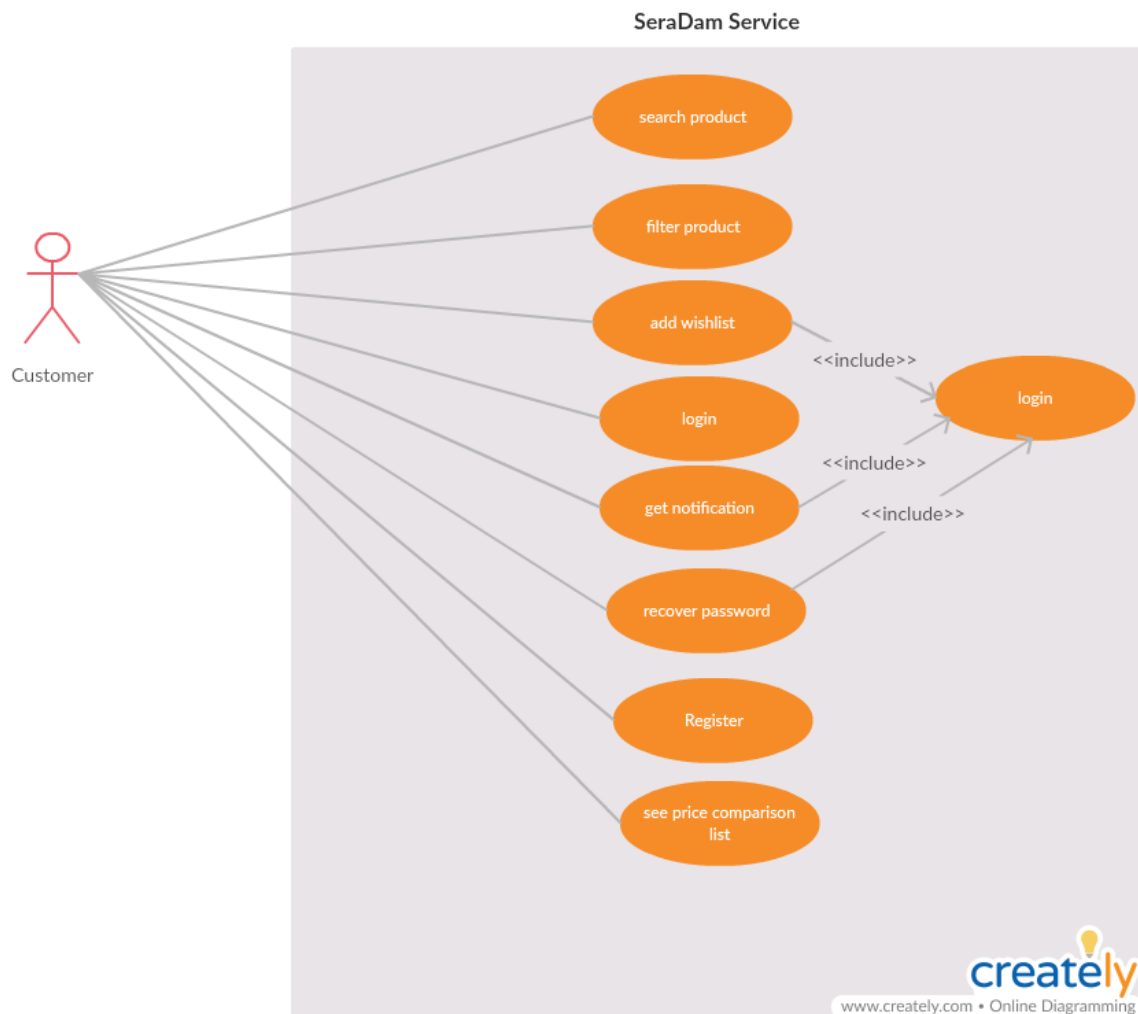 SeraDam Service
search product
filter product
add wishlist
<<include>>
Customer
login
login
<<include>>
get notification
<<include>>
recover password
Register
see price comparison
list
creately
www.creately.com • Online Diagramming